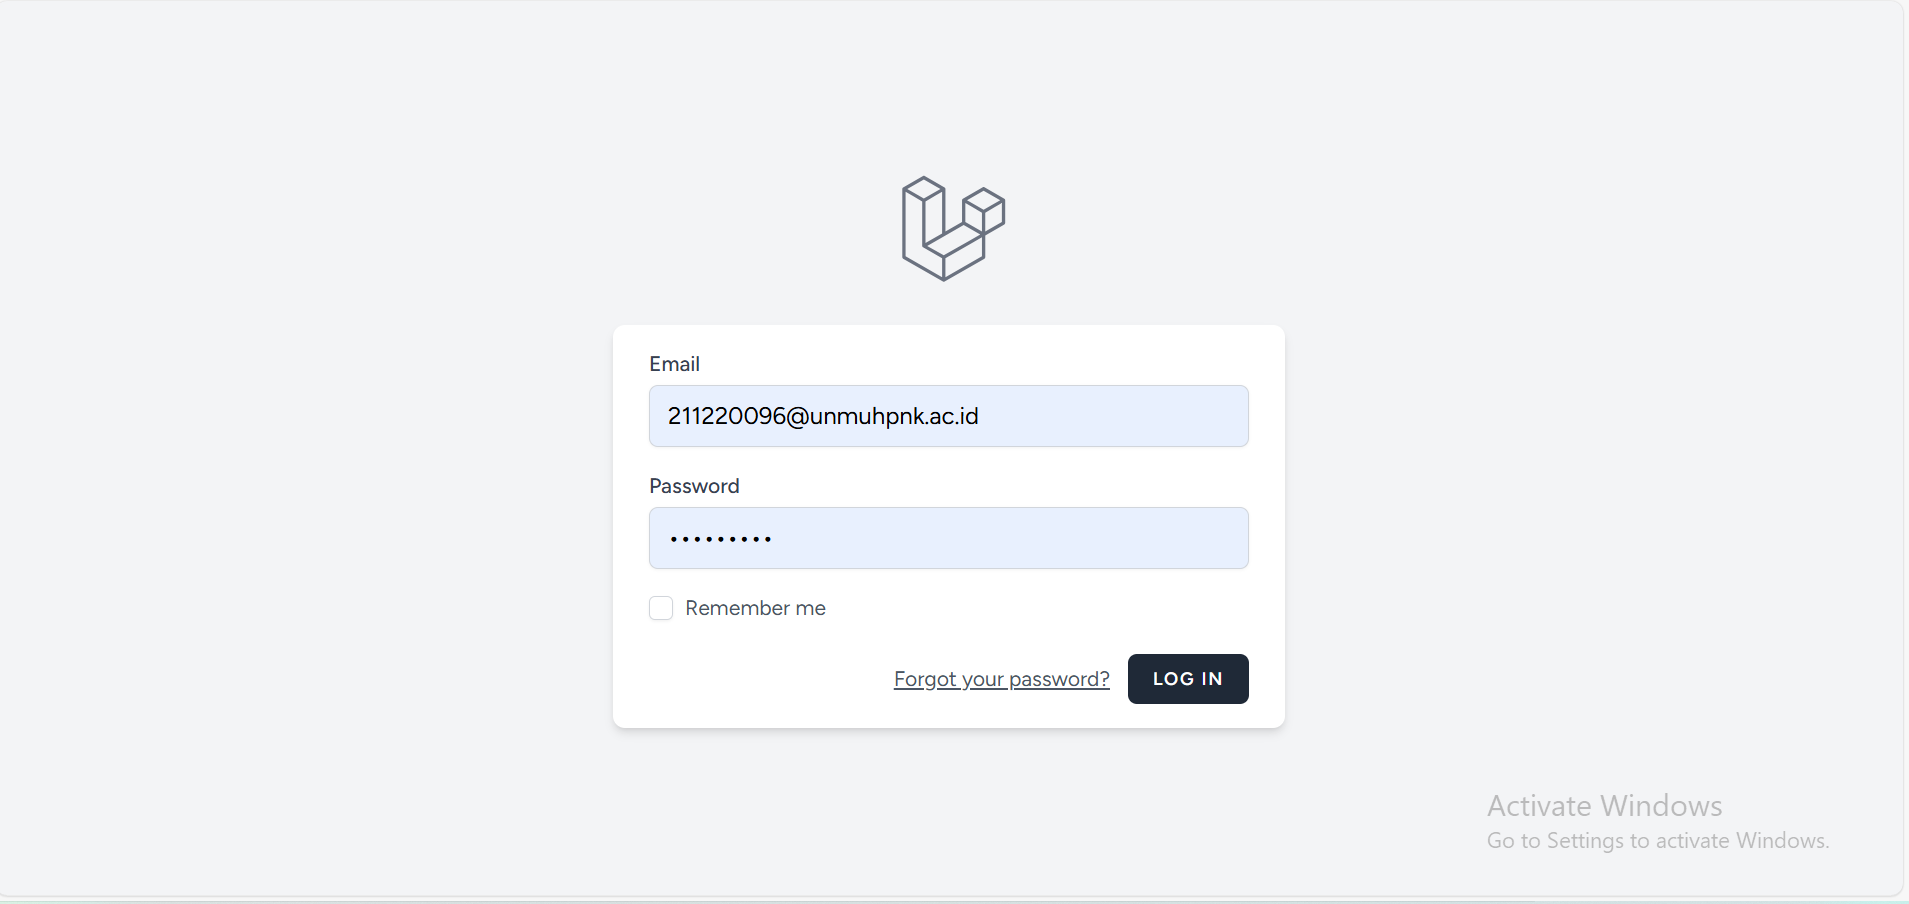 Email
211220096@unmuhpnk.ac.id
Password
•••••••••
Remember me
Forgot your password? LOG IN
Activate Windows
Go to Settings to activate Windows.